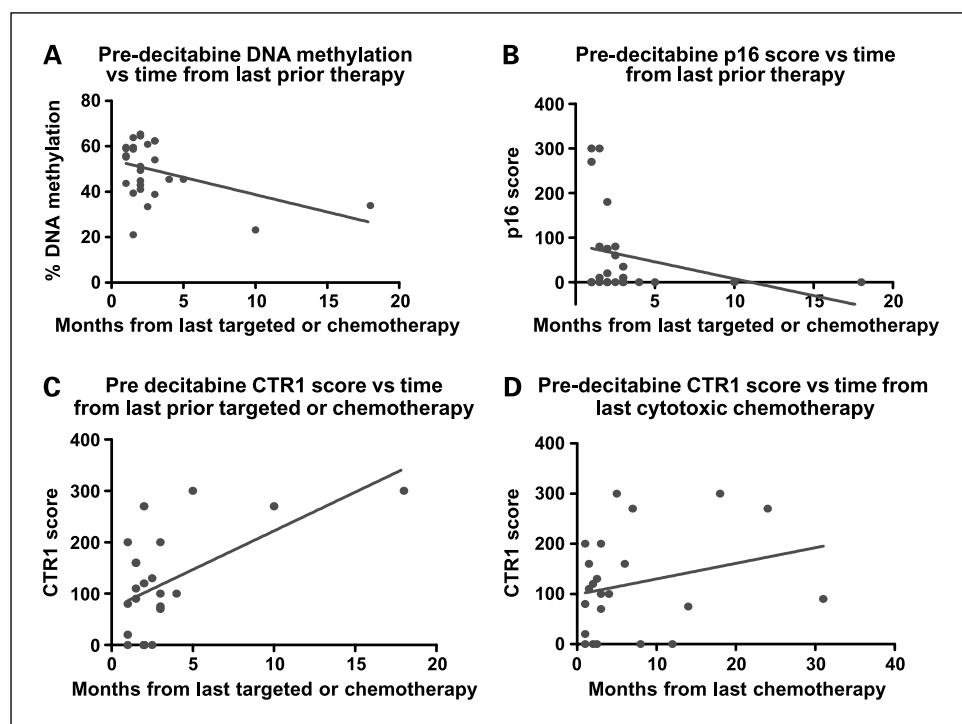 A
Pre-decitabine DNA methylation
vs time from last prior therapy
80
60
40
20
0
% DNA methylation
0
5
10
15
20
Months from last targeted or chemotherapy
B
Pre-decitabine p16 score vs time
from last prior therapy
400
300
200
100
0
p16 score
5
10
15
20
Months from last targeted or chemotherapy
C
Pre decitabine CTR1 score vs time
from last prior targeted or chemotherapy
400
300
200
100
0
CTR1 score
0
5
10
15
20
Months from last targeted or chemotherapy
D
Pre-decitabine CTR1 score vs time from
last cytotoxic chemotherapy
400
300
200
100
0
CTR1 score
0
10
20
30
40
Months from last chemotherapy